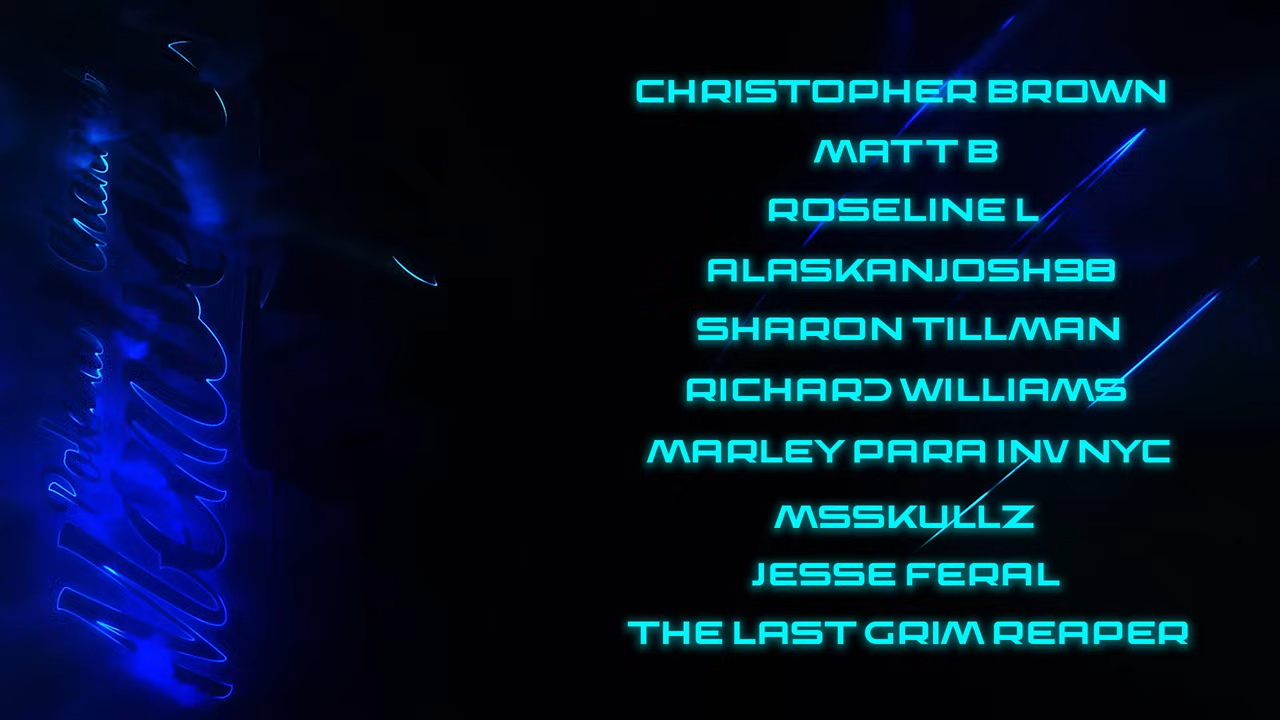 CHRISTOPHER BROWN
MATT B
ROSELINE L
ALASKANJOSH98
SHARON TILLMAN
RICHARD WILLIAMS
MARLEY PARA INV NYC
MSSKULLZ
JESSE FERAL
THE LAST GRIM REAPER